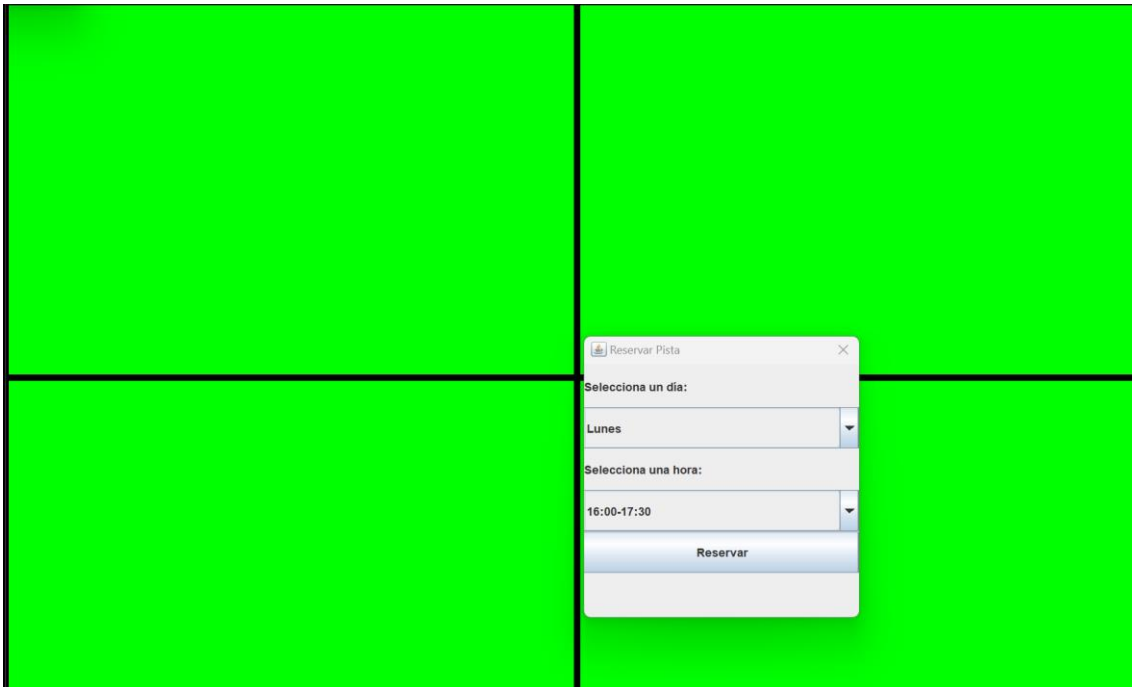 Reservar Pista
Selecciona un día:
Lunes
Selecciona una hora:
16:00-17:30
Reservar